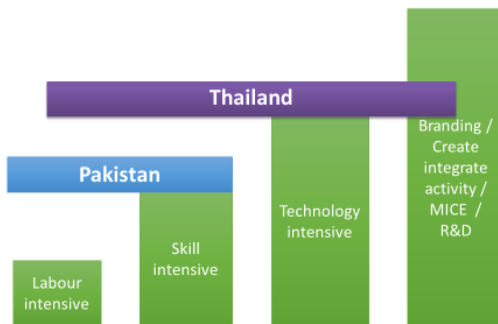 Thailand
Pakistan
Labour
intensive
Skill
intensive
Technology
intensive
Branding /
Create
integrate
activity /
MICE /
R&D